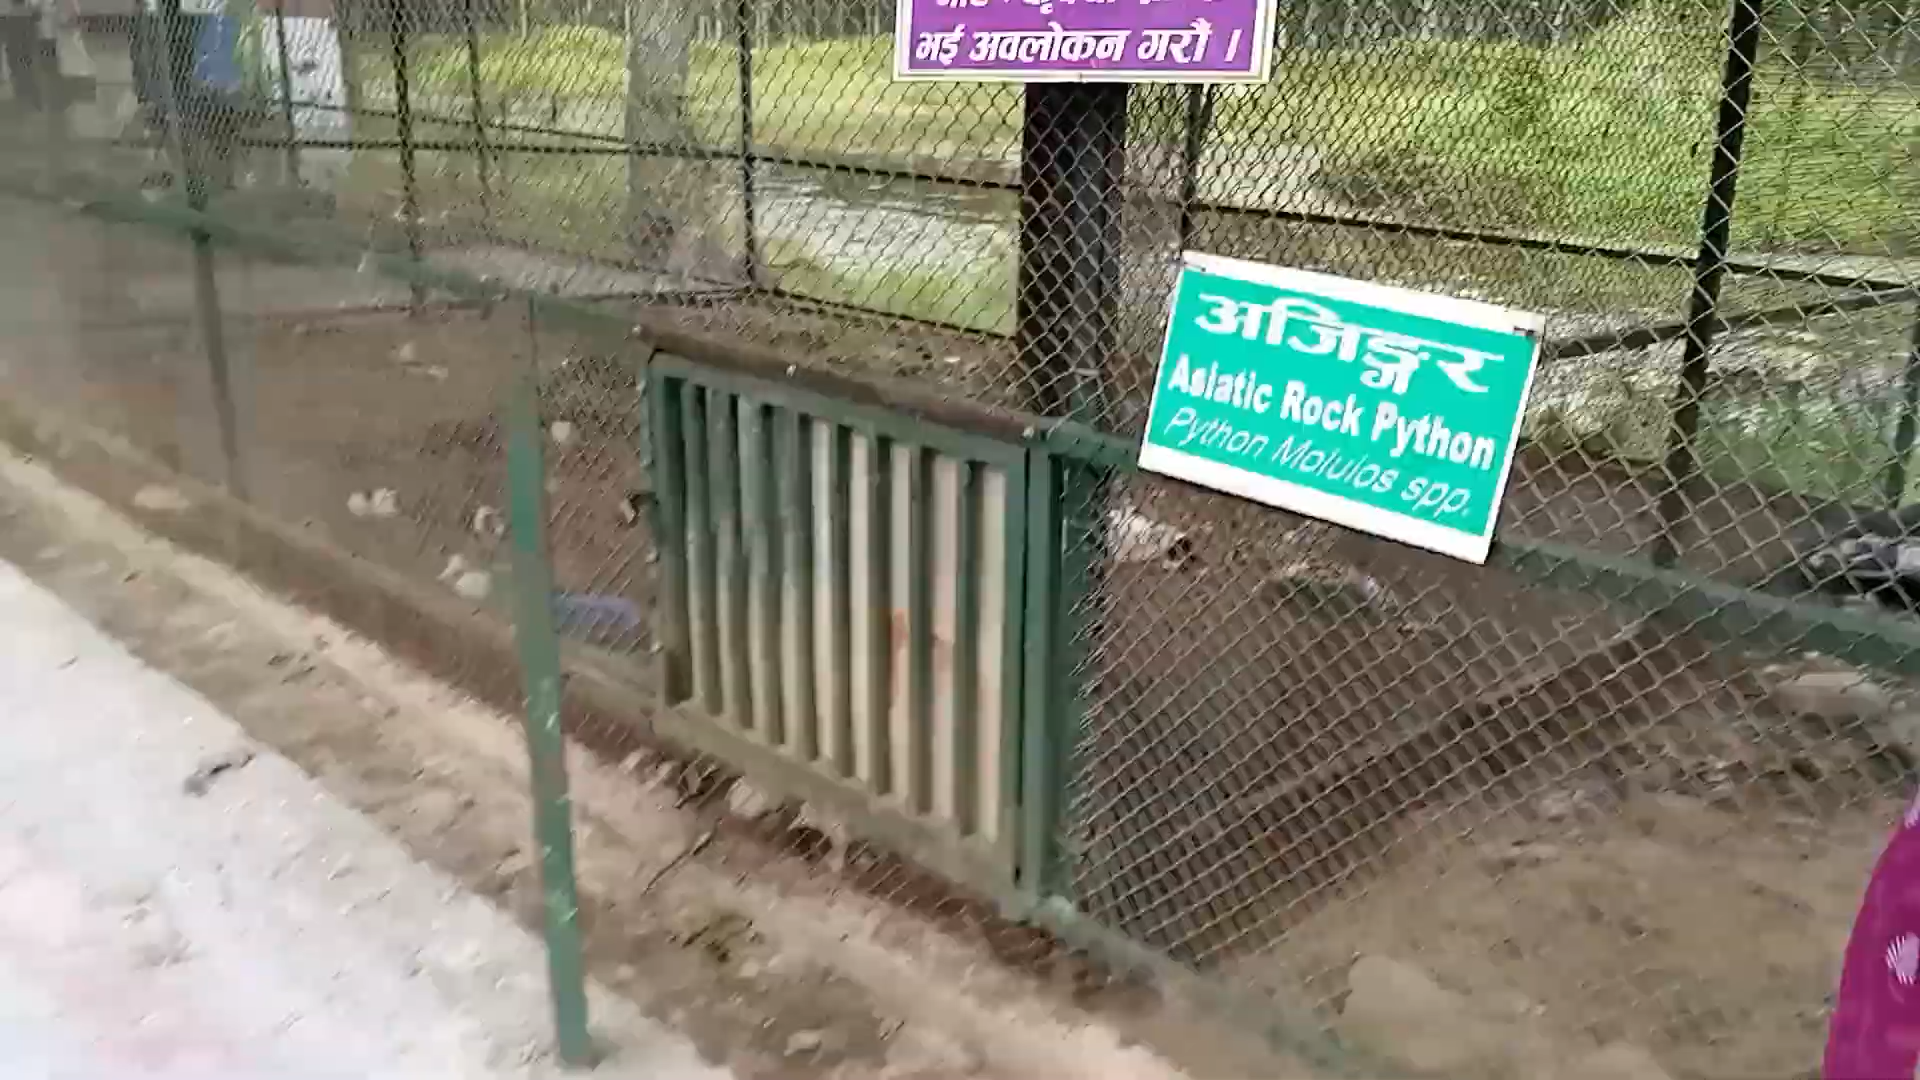 भई अवलोकन गरौं ।
अजिङ्गर
Asiatic Rock Python
Python Molulos spp.